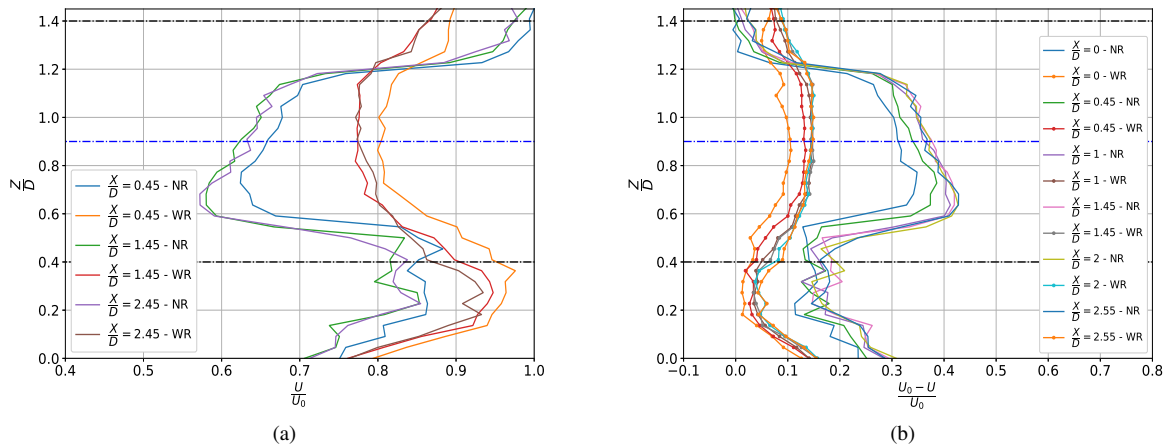 1.4
1.2
1.0
0.8
0.6
0.4
0.2
0.0
Z/D
X/D = 0.45 - NR
X/D = 0.45 - WR
X/D = 1.45 - NR
X/D = 1.45 - WR
X/D = 2.45 - NR
X/D = 2.45 - WR
0.4 0.5 0.6 0.7 0.8 0.9 1.0
U/U₀
(a)
1.4
1.2
1.0
0.8
0.6
0.4
0.2
0.0
Z/D
X/D = 0 - NR
X/D = 0 - WR
X/D = 0.45 - NR
X/D = 0.45 - WR
X/D = 1 - NR
X/D = 1 - WR
X/D = 1.45 - NR
X/D = 1.45 - WR
X/D = 2 - NR
X/D = 2 - WR
X/D = 2.55 - NR
X/D = 2.55 - WR
−0.1 0.0 0.1 0.2 0.3 0.4 0.5 0.6 0.7 0.8
U₀ − U/U₀
(b)